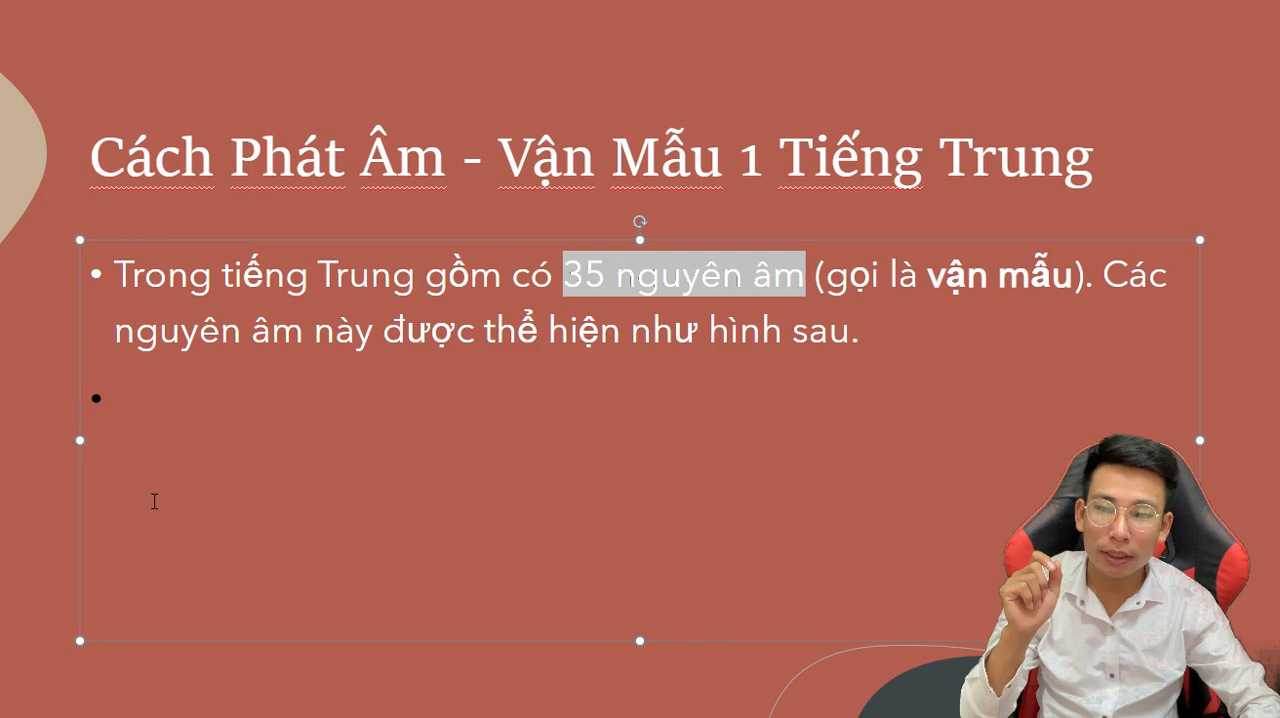 Cách Phát Âm - Vận Mẫu 1 Tiếng Trung
• Trong tiếng Trung gồm có 35 nguyên âm (gọi là vận mẫu). Các
nguyên âm này được thể hiện như hình sau.
•